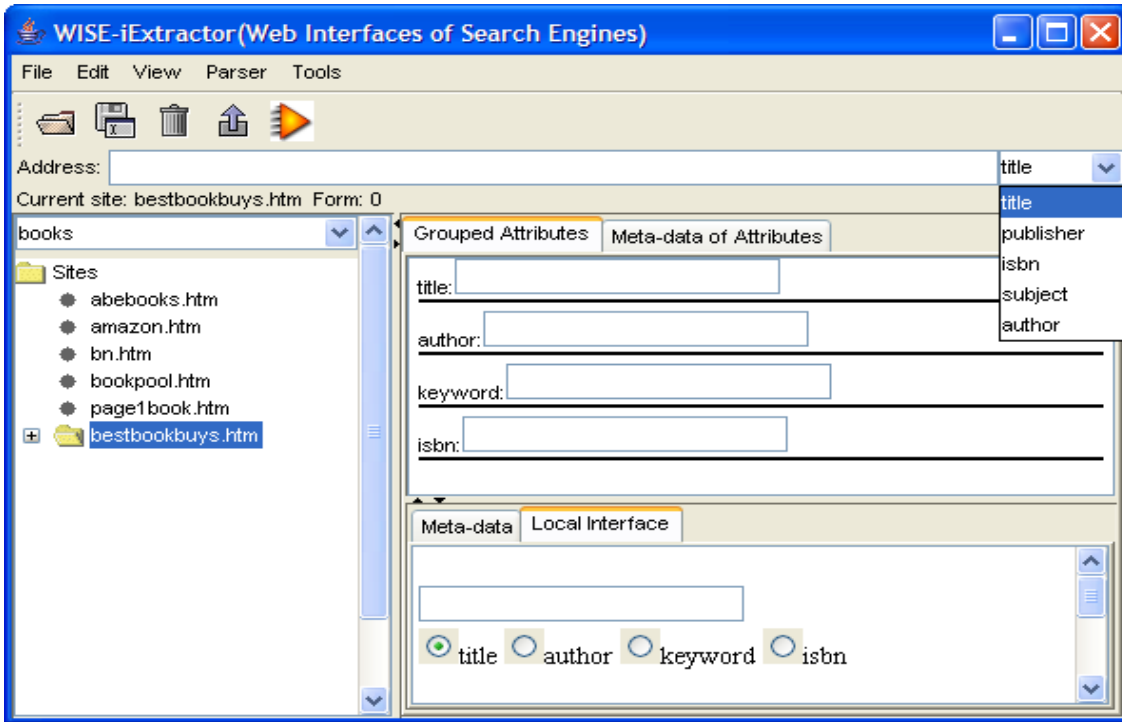 WISE-iExtractor(Web Interfaces of Search Engines)
File Edit View Parser Tools
Address: title
Current site: bestbookbuys.htm Form: 0
title
publisher
isbn
subject
author
books
Sites
abebooks.htm
amazon.htm
bn.htm
bookpool.htm
page1book.htm
bestbookbuys.htm
Grouped Attributes Meta-data of Attributes
title:
author:
keyword:
isbn:
Meta-data Local Interface
title author keyword isbn